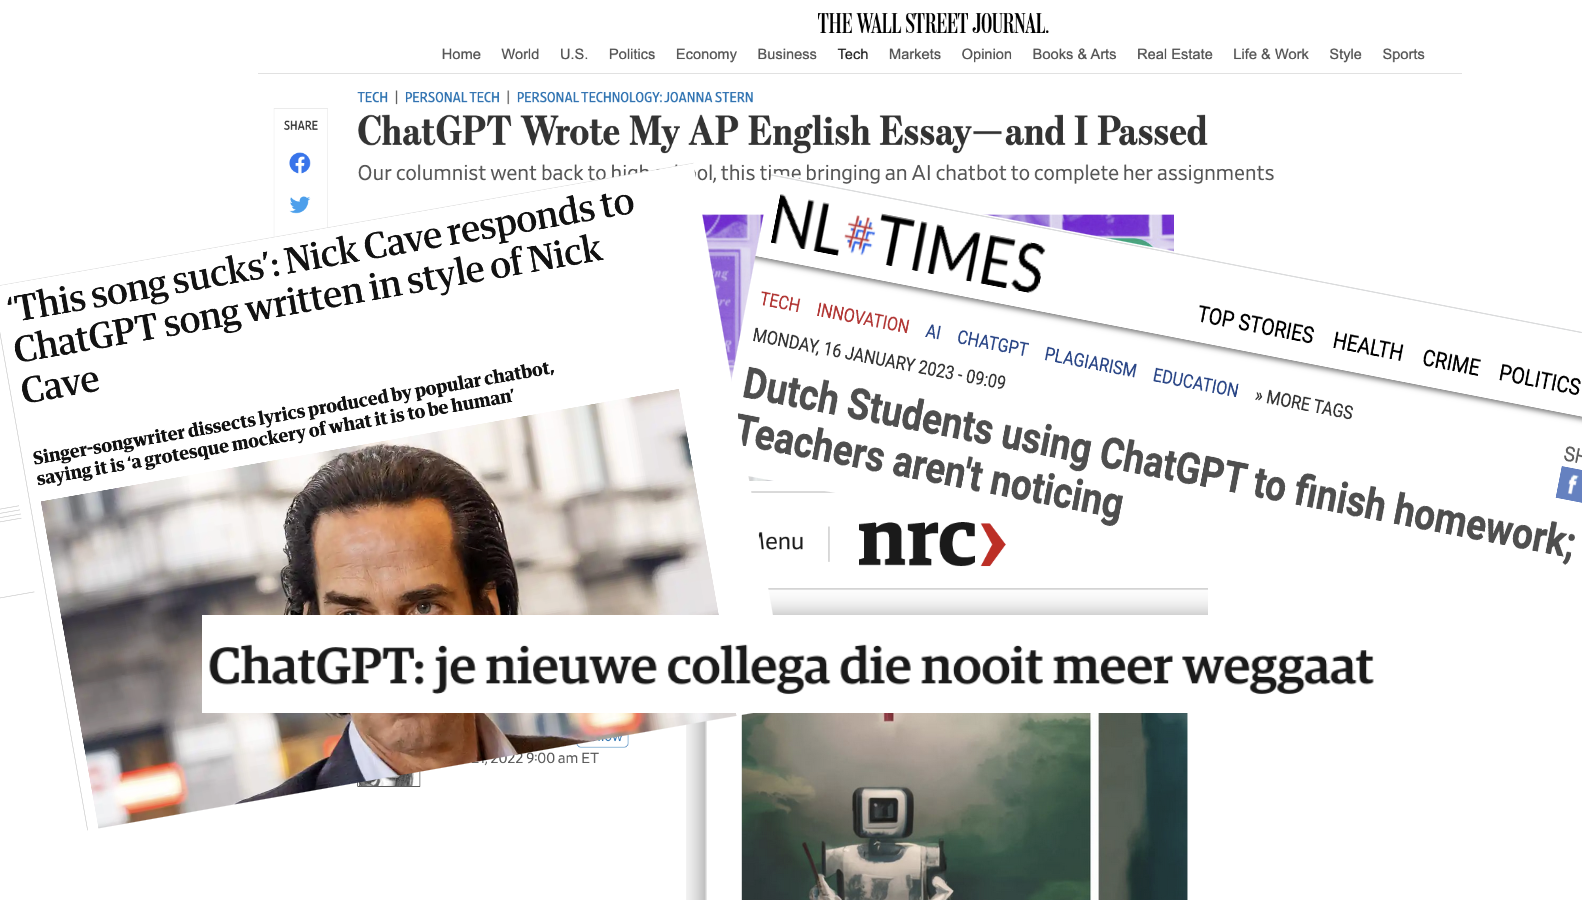 THE WALL STREET JOURNAL.
Home World U.S. Politics Economy Business Tech Markets Opinion Books & Arts Real Estate Life & Work Style Sports
TECH | PERSONAL TECH | PERSONAL TECHNOLOGY: JOANNA STERN
SHARE
ChatGPT Wrote My AP English Essay—and I Passed
Our columnist went back to high school, this time bringing an AI chatbot to complete her assignments
‘This song sucks’: Nick Cave responds to
ChatGPT song written in style of Nick
Cave
Singer-songwriter dissects lyrics produced by popular chatbot,
saying it is ‘a grotesque mockery of what it is to be human’
NL#TIMES
TOP STORIES HEALTH CRIME POLITICS
TECH INNOVATION AI CHATGPT PLAGIARISM EDUCATION » MORE TAGS
MONDAY, 16 JANUARY 2023 - 09:09
Dutch Students using ChatGPT to finish homework;
Teachers aren't noticing
SH
enu
nrc
ChatGPT: je nieuwe collega die nooit meer weggaat
, 2022 9:00 am ET